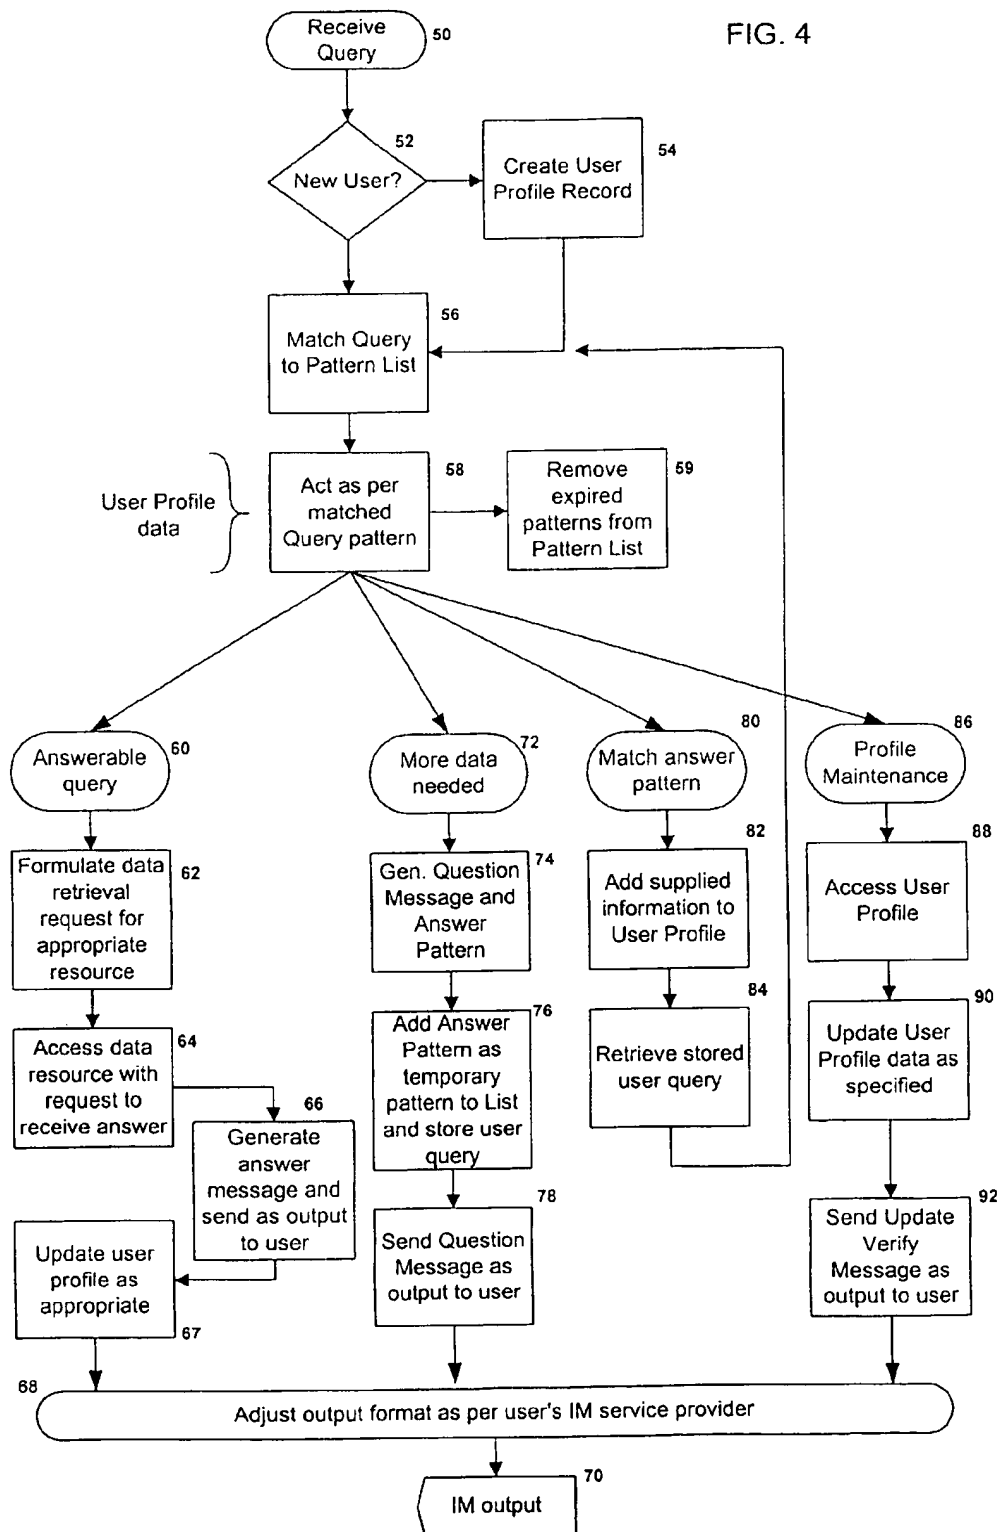 FIG. 4
Receive
Query
50
52
New User?
Create User
Profile Record
54
56
Match Query
to Pattern List
User Profile
data
58
Act as per
matched
Query pattern
59
Remove
expired
patterns from
Pattern List
60
Answerable
query
62
Formulate data
retrieval
request for
appropriate
resource
64
Access data
resource with
request to
receive answer
66
Generate
answer
message and
send as output
to user
Update user
profile as
appropriate
67
72
More data
needed
74
Gen. Question
Message and
Answer
Pattern
76
Add Answer
Pattern as
temporary
pattern to List
and store user
query
78
Send Question
Message as
output to user
80
Match answer
pattern
82
Add supplied
information to
User Profile
84
Retrieve stored
user query
86
Profile
Maintenance
88
Access User
Profile
90
Update User
Profile data as
specified
92
Send Update
Verify
Message as
output to user
68
Adjust output format as per user's IM service provider
70
IM output